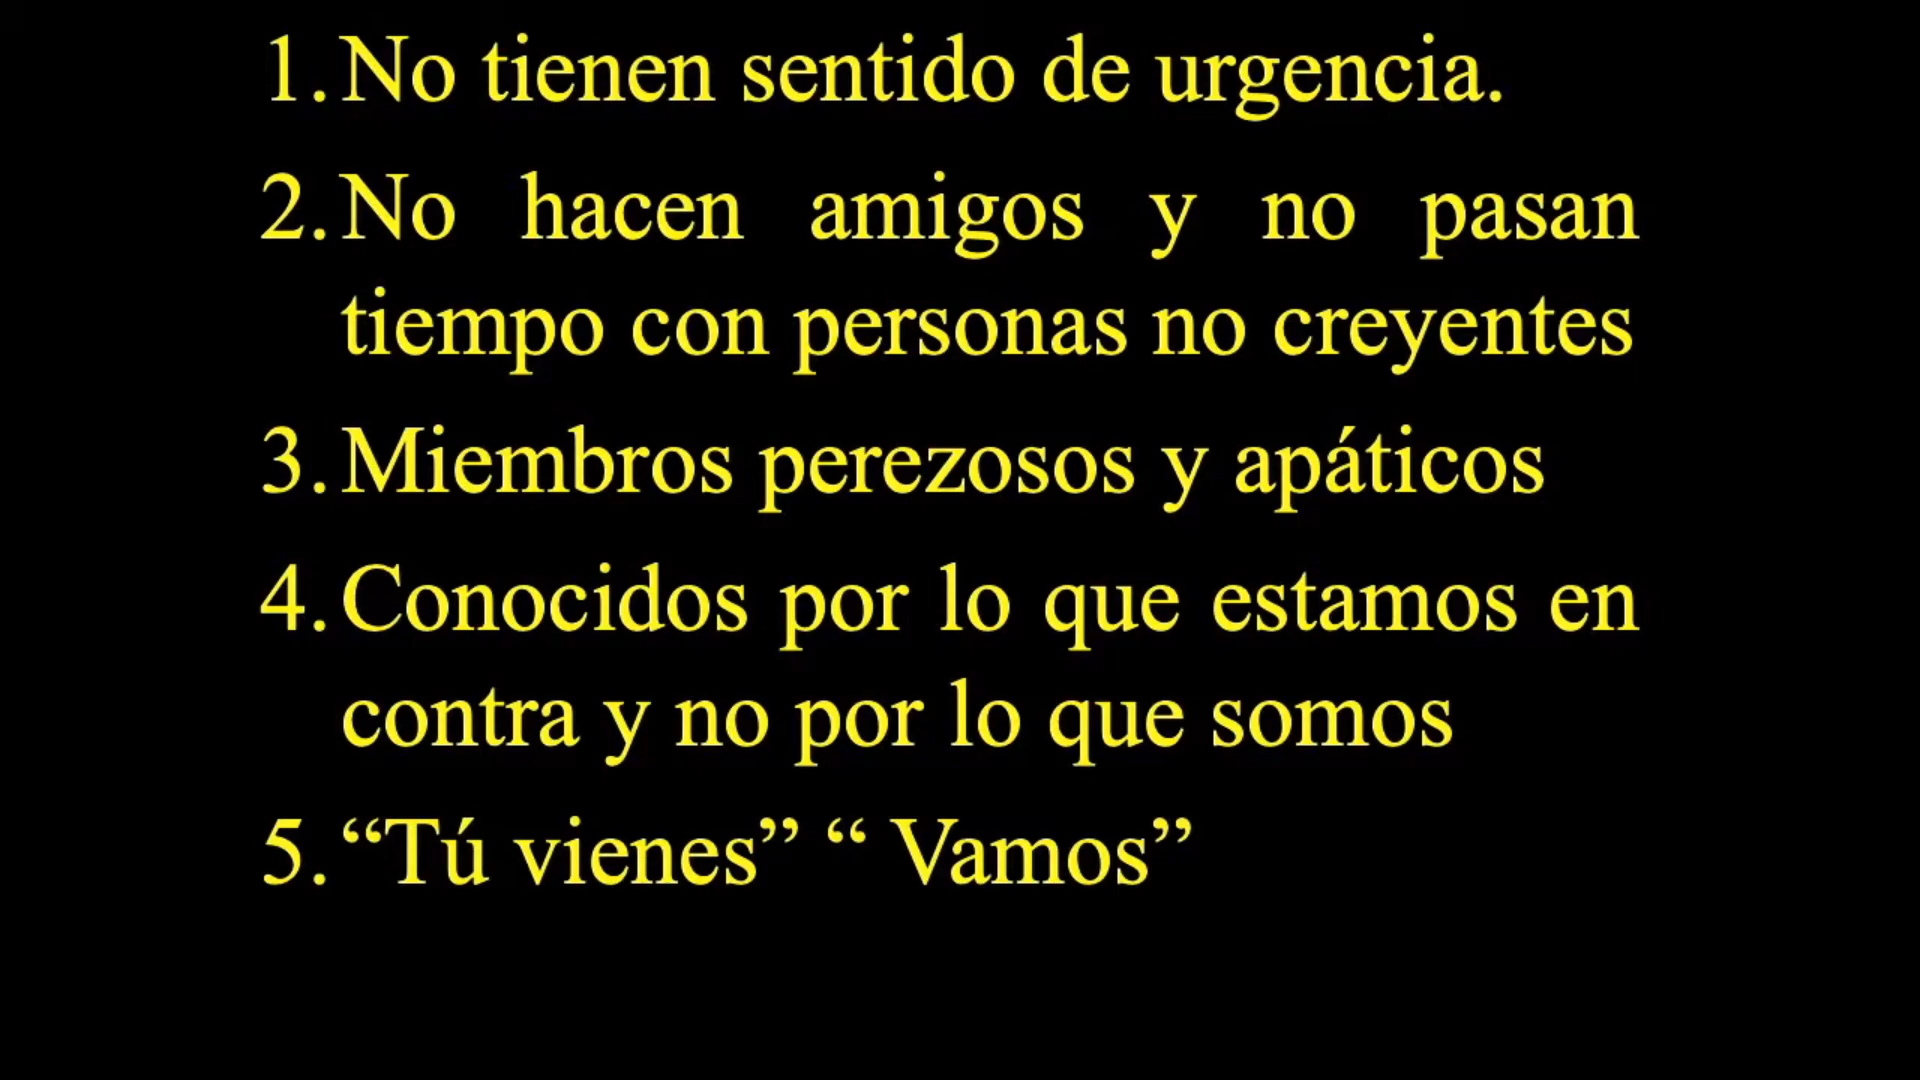 1. No tienen sentido de urgencia.
2. No hacen amigos y no pasan
tiempo con personas no creyentes
3. Miembros perezosos y apáticos
4. Conocidos por lo que estamos en
contra y no por lo que somos
5. “Tú vienes” “ Vamos”